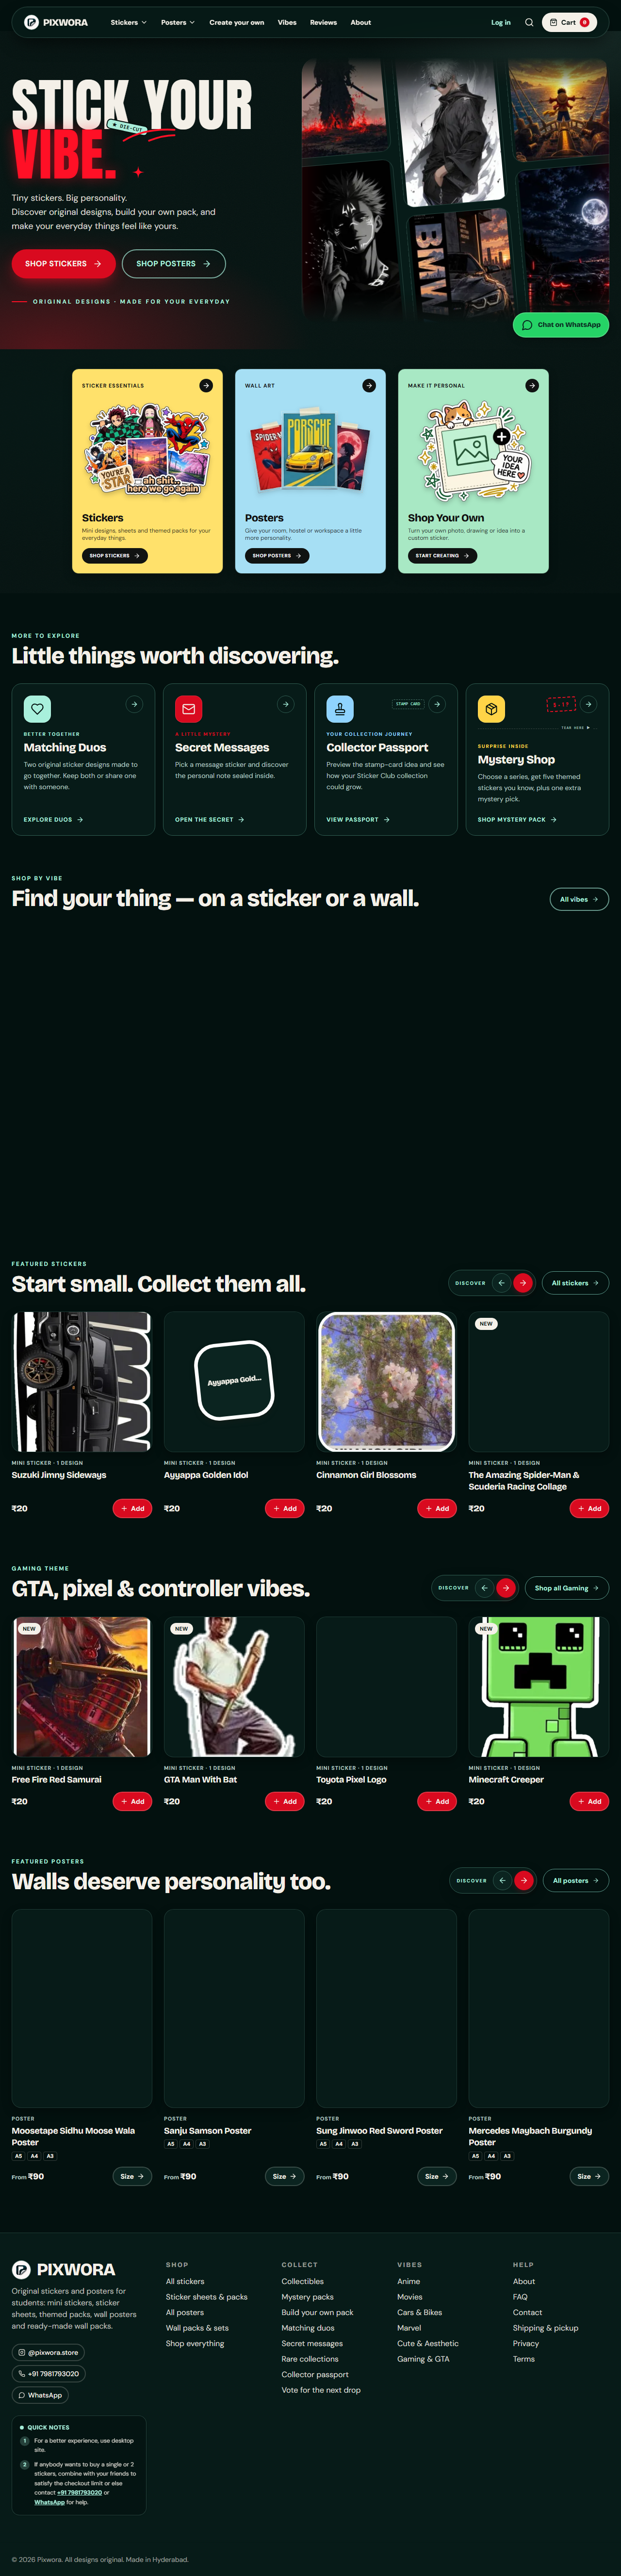 PIXWORA
Stickers
Posters
Create your own
Vibes
Reviews
About
Log in
Cart 0
STICK YOUR
DIE-CUT
VIBE.
Tiny stickers. Big personality.
Discover original designs, build your own pack, and
make your everyday things feel like yours.
SHOP STICKERS
SHOP POSTERS
ORIGINAL DESIGNS · MADE FOR YOUR EVERYDAY
BM
Chat on WhatsApp
STICKER ESSENTIALS
YOU'RE A STAR
ah shit..
here we go again
Stickers
Mini designs, sheets and themed packs for your
everyday things.
SHOP STICKERS
WALL ART
PORSCHE
Posters
Give your room, hostel or workspace a little
more personality.
SHOP POSTERS
MAKE IT PERSONAL
YOUR
IDEA
HERE
Shop Your Own
Turn your own photo, drawing or idea into a
custom sticker.
START CREATING
MORE TO EXPLORE
Little things worth discovering.
BETTER TOGETHER
Matching Duos
Two original sticker designs made to
go together. Keep both or share one
with someone.
EXPLORE DUOS
A LITTLE MYSTERY
Secret Messages
Pick a message sticker and discover
the personal note sealed inside.
OPEN THE SECRET
STAMP CARD
YOUR COLLECTION JOURNEY
Collector Passport
Preview the stamp-card idea and see
how your Sticker Club collection
could grow.
VIEW PASSPORT
5 + 1 ?
TEAR HERE
SURPRISE INSIDE
Mystery Shop
Choose a series, get five themed
stickers you know, plus one extra
mystery pick.
SHOP MYSTERY PACK
SHOP BY VIBE
Find your thing — on a sticker or a wall.
All vibes
FEATURED STICKERS
Start small. Collect them all.
DISCOVER
All stickers
Ayyappa Gold...
NEW
MINI STICKER · 1 DESIGN
Suzuki Jimny Sideways
₹20
Add
MINI STICKER · 1 DESIGN
Ayyappa Golden Idol
₹20
Add
MINI STICKER · 1 DESIGN
Cinnamon Girl Blossoms
₹20
Add
MINI STICKER · 1 DESIGN
The Amazing Spider-Man &
Scuderia Racing Collage
₹20
Add
GAMING THEME
GTA, pixel & controller vibes.
DISCOVER
Shop all Gaming
NEW
MINI STICKER · 1 DESIGN
Free Fire Red Samurai
₹20
Add
NEW
MINI STICKER · 1 DESIGN
GTA Man With Bat
₹20
Add
MINI STICKER · 1 DESIGN
Toyota Pixel Logo
₹20
Add
NEW
MINI STICKER · 1 DESIGN
Minecraft Creeper
₹20
Add
FEATURED POSTERS
Walls deserve personality too.
DISCOVER
All posters
POSTER
Moosetape Sidhu Moose Wala
Poster
A5 A4 A3
From ₹90
Size
POSTER
Sanju Samson Poster
A5 A4 A3
From ₹90
Size
POSTER
Sung Jinwoo Red Sword Poster
A5 A4 A3
From ₹90
Size
POSTER
Mercedes Maybach Burgundy
Poster
A5 A4 A3
From ₹90
Size
PIXWORA
Original stickers and posters for
students: mini stickers, sticker
sheets, themed packs, wall posters
and ready-made wall packs.
@pixwora.store
+91 7981793020
WhatsApp
QUICK NOTES
1 For a better experience, use desktop
site.
2 If anybody wants to buy a single or 2
stickers, combine with your friends to
satisfy the checkout limit or else
contact +91 7981793020 or
WhatsApp for help.
SHOP
All stickers
Sticker sheets & packs
All posters
Wall packs & sets
Shop everything
COLLECT
Collectibles
Mystery packs
Build your own pack
Matching duos
Secret messages
Rare collections
Collector passport
Vote for the next drop
VIBES
Anime
Movies
Cars & Bikes
Marvel
Cute & Aesthetic
Gaming & GTA
HELP
About
FAQ
Contact
Shipping & pickup
Privacy
Terms
© 2026 Pixwora. All designs original. Made in Hyderabad.